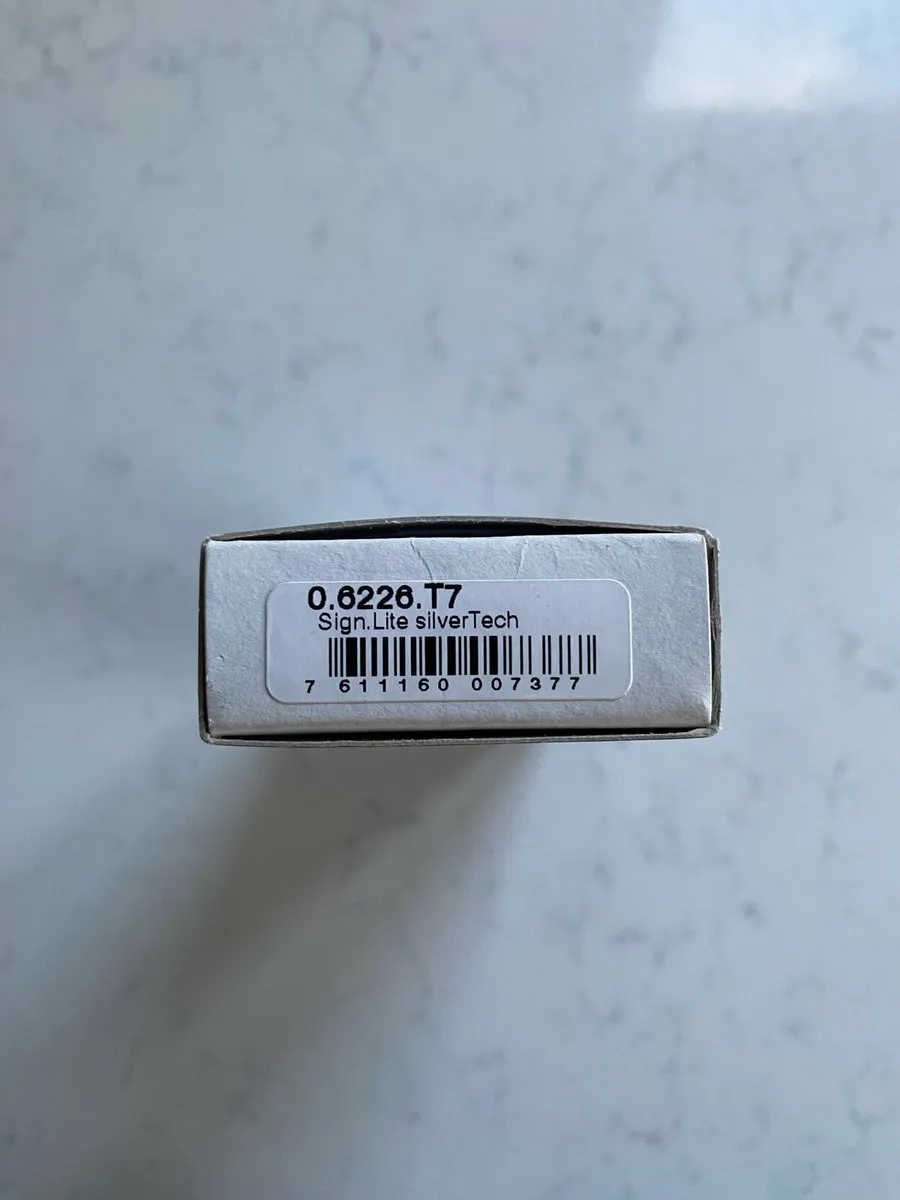 0.6226.T7
Sign.Lite silverTech
7 611160 007377